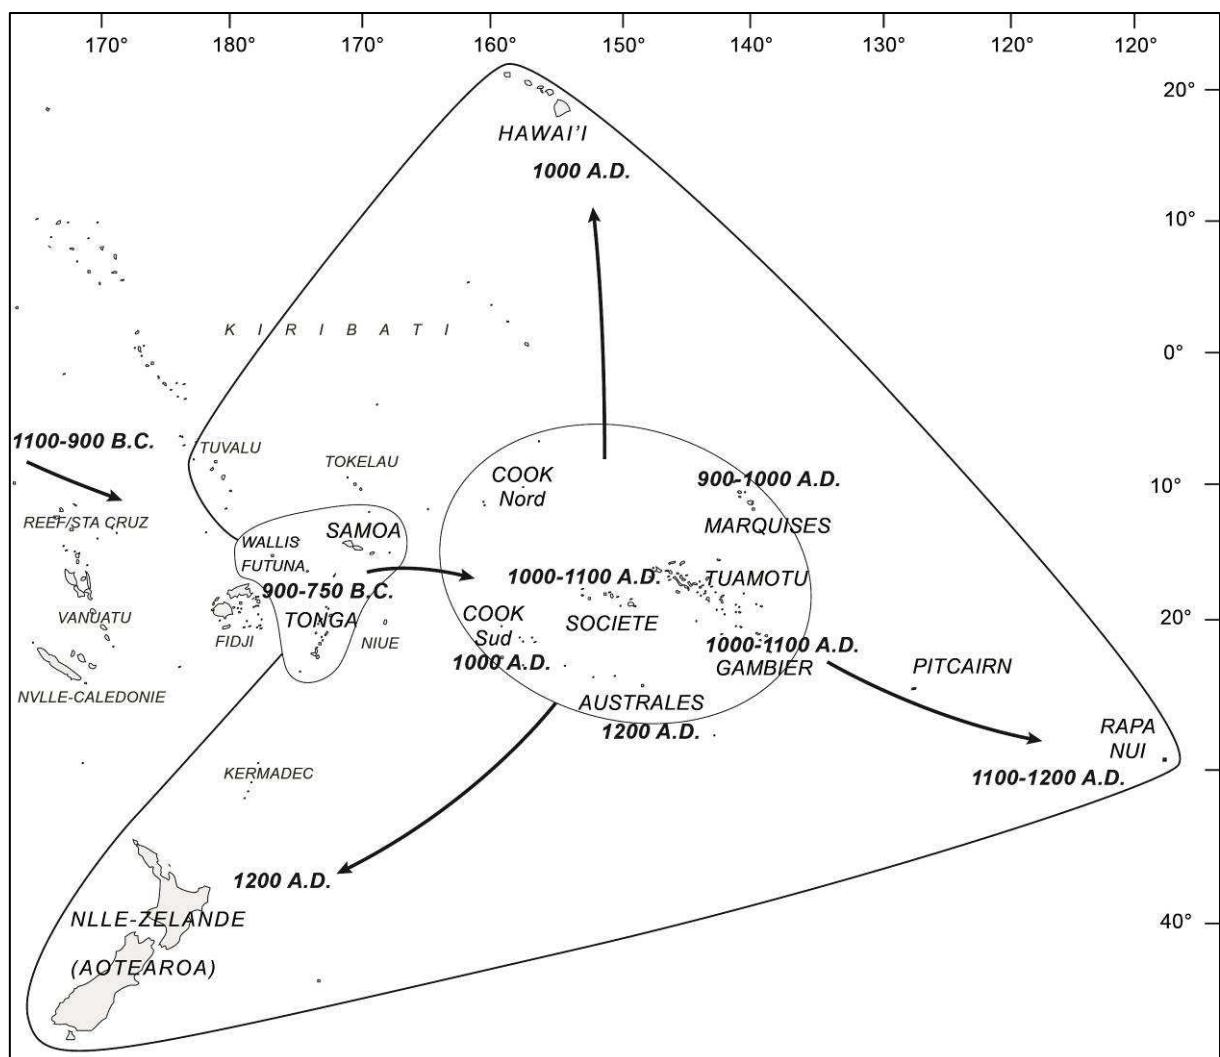 170° 180° 170° 160° 150° 140° 130° 120° 120°
20°
HAWAI'I
1000 A.D.
10°
K I R I B A T I
0°
1100-900 B.C.
TUVALU
TOKELAU
COOK
Nord
900-1000 A.D.
10°
REEF/STA CRUZ
SAMOA
MARQUISES
WALLIS
FUTUNA
1000-1100 A.D.
TUAMOTU
900-750 B.C.
VANUATU
TONGA
COOK
Sud
SOCIETE
20°
FIDJI
NIUE
1000-1100 A.D.
1000 A.D.
GAMBIER
PITCAIRN
NVLLE-CALEDONIE
AUSTRALES
1200 A.D.
RAPA
NUI
KERMADEC
1100-1200 A.D.
1200 A.D.
NLLE-ZELANDE
40°
(AOTEAROA)